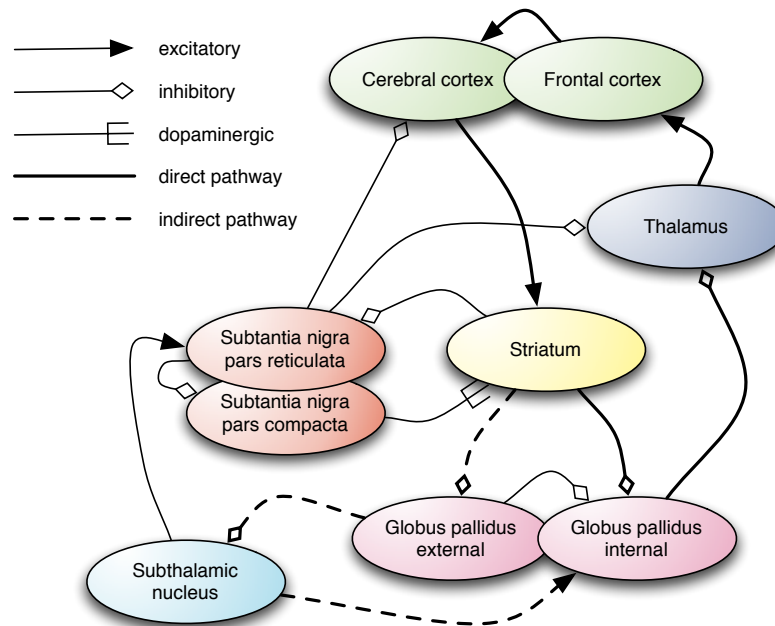 excitatory
inhibitory
dopaminergic
direct pathway
indirect pathway
Cerebral cortex
Frontal cortex
Thalamus
Subtantia nigra
pars reticulata
Striatum
Subtantia nigra
pars compacta
Globus pallidus
external
Globus pallidus
internal
Subthalamic
nucleus